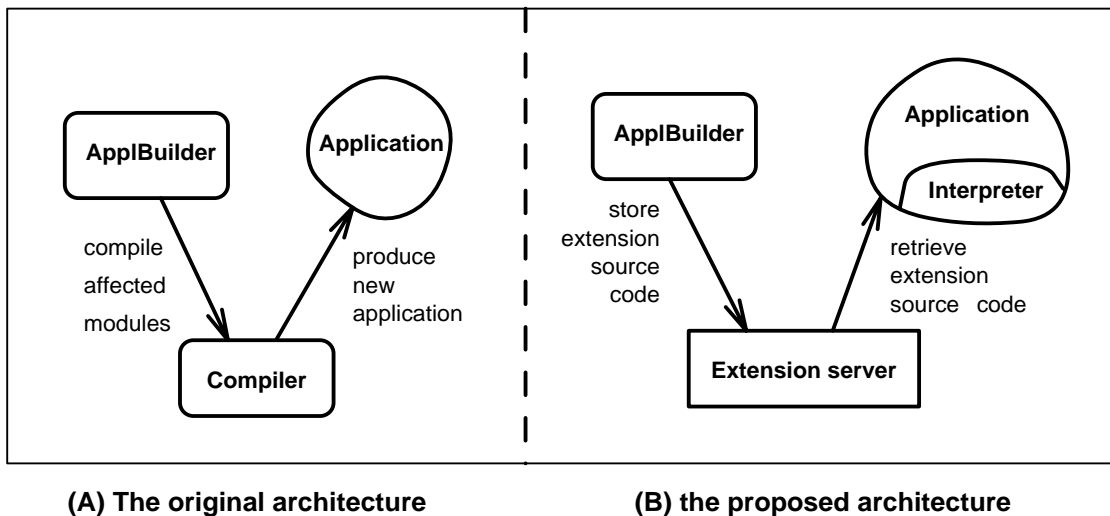 ApplBuilder
Application
compile
affected
modules
produce
new
application
Compiler
ApplBuilder
Application
Interpreter
store
extension
source
code
retrieve
extension
source code
Extension server
(A) The original architecture
(B) the proposed architecture